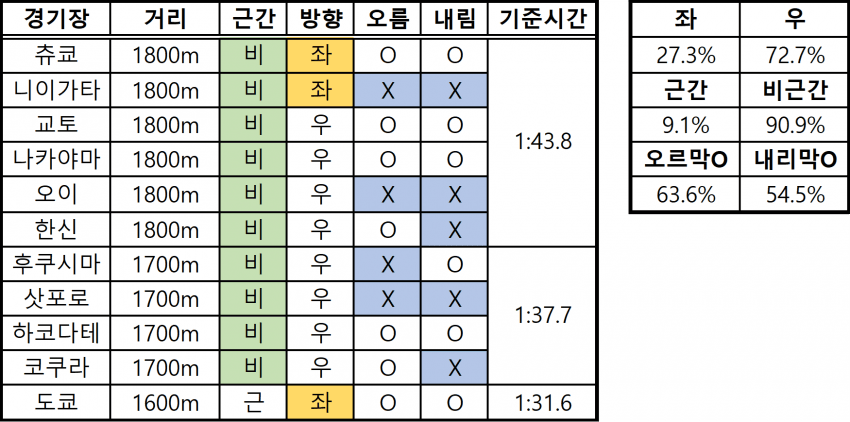 경기장 거리 근간 방향 오름 내림 기준시간
츄쿄 1800m 비 좌 O O 1:43.8
니이가타 1800m 비 좌 X X
교토 1800m 비 우 O O
나카야마 1800m 비 우 O O
오이 1800m 비 우 X X
한신 1800m 비 우 O X
후쿠시마 1700m 비 우 X O 1:37.7
삿포로 1700m 비 우 X X
하코다테 1700m 비 우 O O
코쿠라 1700m 비 우 O X
도쿄 1600m 근 좌 O O 1:31.6
좌 우
27.3% 72.7%
근간 비근간
9.1% 90.9%
오르막O 내리막O
63.6% 54.5%